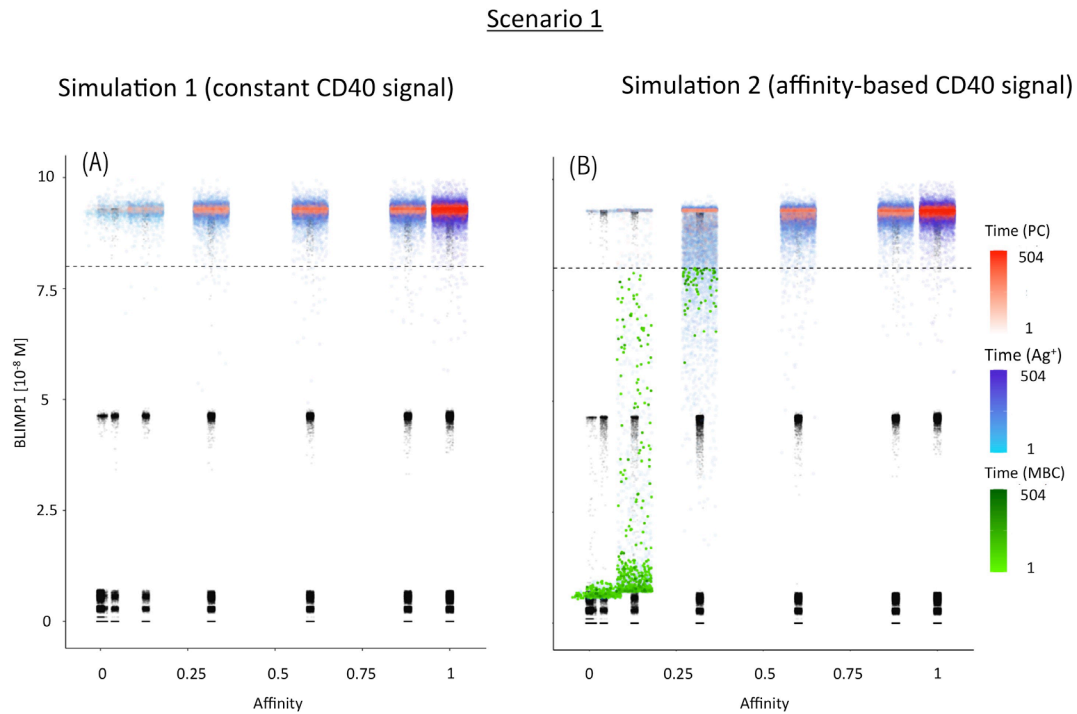 Scenario 1
Simulation 1 (constant CD40 signal)
Simulation 2 (affinity-based CD40 signal)
(A)
(B)
10
7.5
5
2.5
0
BLIMP1 [10⁻⁸ M]
0
0.25
0.5
0.75
1
Affinity
0
0.25
0.5
0.75
1
Affinity
Time (PC)
504
1
Time (Ag⁺)
504
1
Time (MBC)
504
1